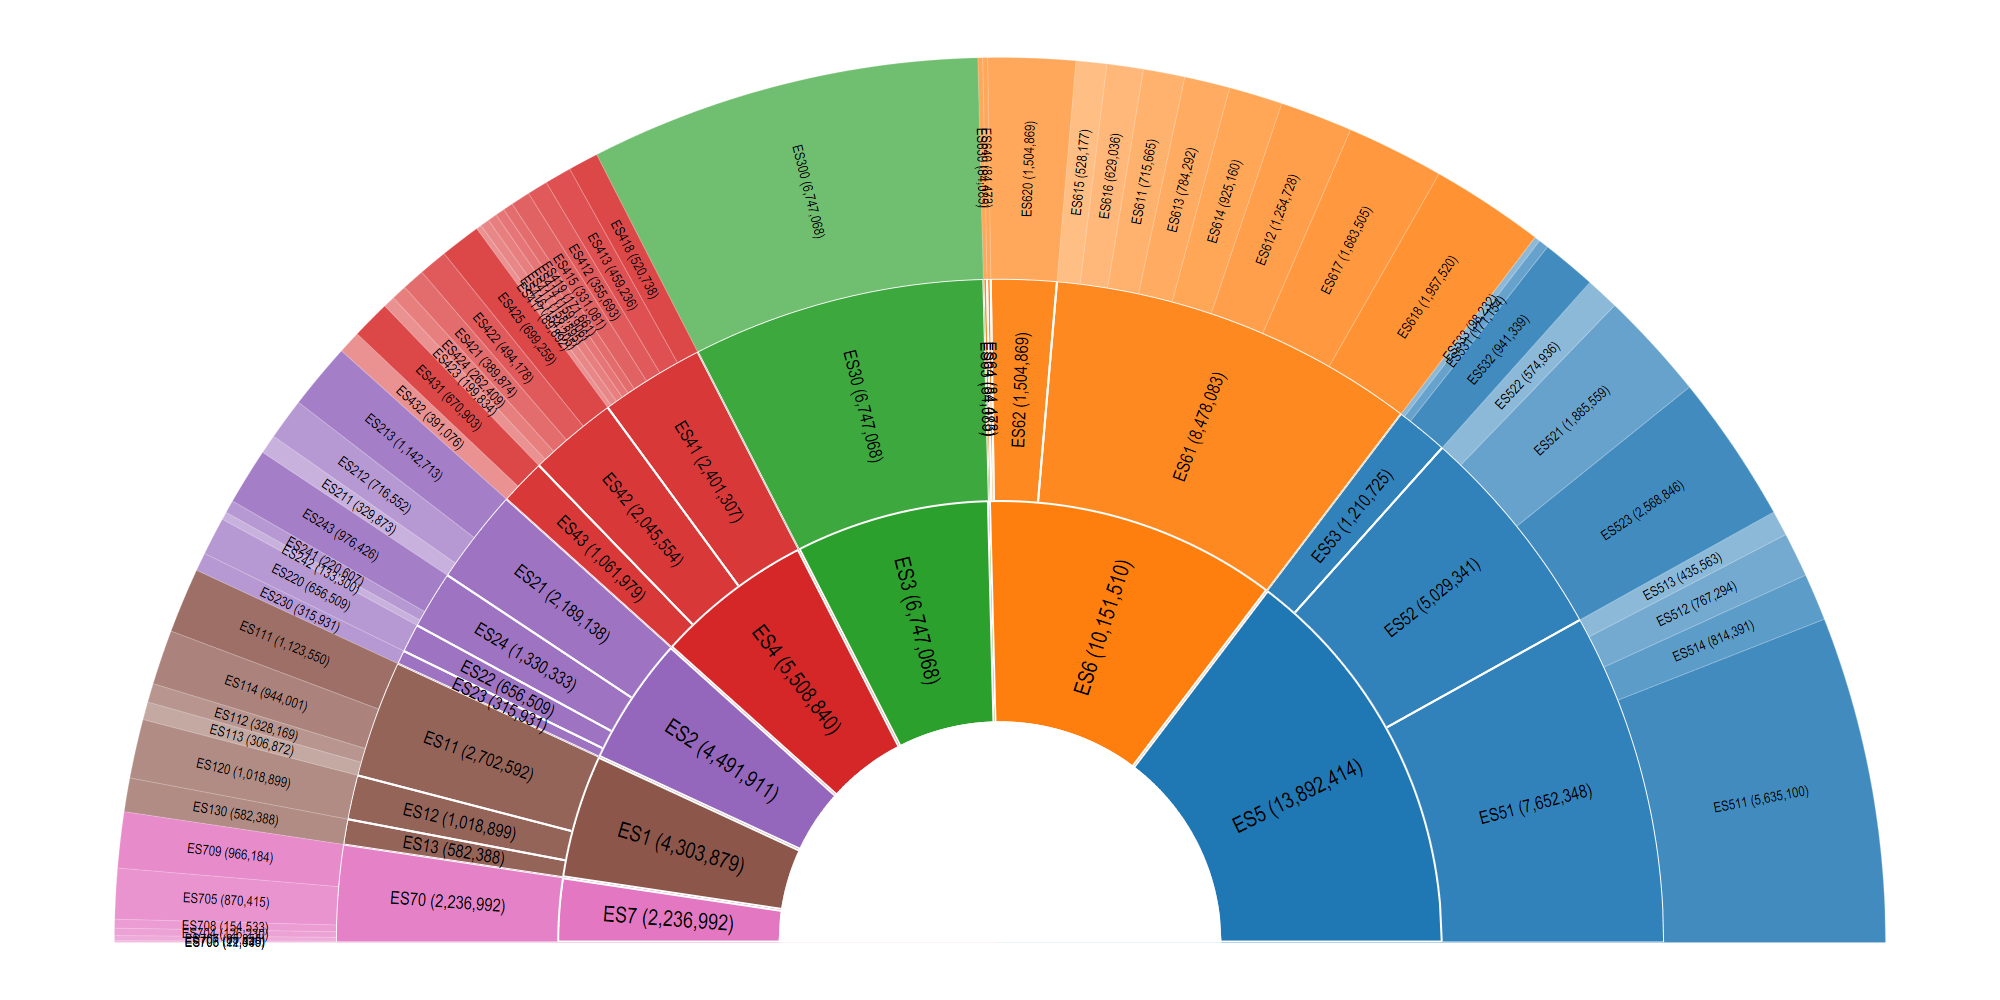 ES7 (2,236,992)
ES1 (4,303,879)
ES2 (4,491,911)
ES4 (5,508,840)
ES3 (6,747,068)
ES6 (10,151,510)
ES5 (13,892,414)
ES70 (2,236,992)
ES13 (582,388)
ES12 (1,018,899)
ES11 (2,702,592)
ES23 (315,931)
ES22 (656,509)
ES24 (1,330,333)
ES21 (2,189,138)
ES43 (1,061,979)
ES42 (2,045,554)
ES41 (2,401,307)
ES30 (6,747,068)
ES62 (1,504,869)
ES61 (8,478,083)
ES53 (1,210,725)
ES52 (5,029,341)
ES51 (7,652,348)
ES708 (154,533)
ES705 (870,415)
ES709 (966,184)
ES130 (582,388)
ES120 (1,018,899)
ES113 (306,872)
ES112 (328,169)
ES114 (944,001)
ES111 (1,123,550)
ES230 (315,931)
ES220 (656,509)
ES242 (133,300)
ES241 (220,607)
ES243 (976,426)
ES211 (329,873)
ES212 (716,552)
ES213 (1,142,713)
ES432 (391,076)
ES431 (670,903)
ES423 (199,834)
ES424 (262,409)
ES421 (389,874)
ES422 (494,178)
ES425 (699,259)
ES415 (331,081)
ES412 (355,693)
ES413 (459,236)
ES418 (520,738)
ES300 (6,747,068)
ES620 (1,504,869)
ES615 (528,177)
ES616 (629,036)
ES611 (715,665)
ES613 (784,292)
ES614 (925,160)
ES612 (1,254,728)
ES617 (1,683,505)
ES618 (1,957,520)
ES533 (98,232)
ES531 (171,154)
ES532 (941,339)
ES522 (574,936)
ES521 (1,885,559)
ES523 (2,568,846)
ES513 (435,563)
ES512 (767,294)
ES514 (814,391)
ES511 (5,635,100)